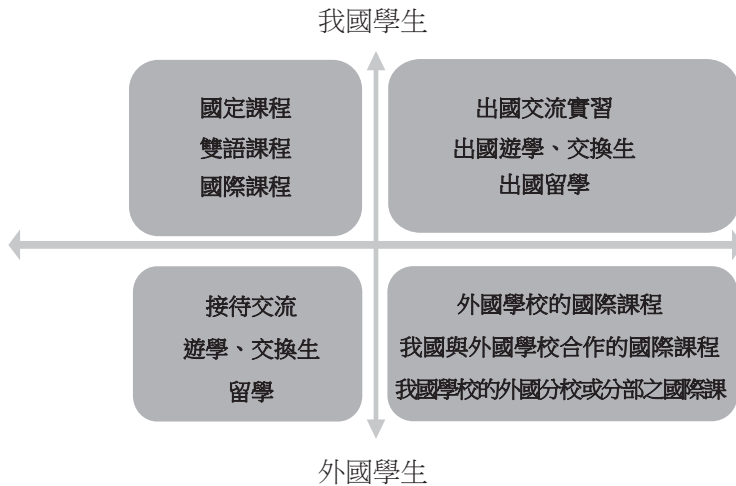 我國學生
國定課程
雙語課程
國際課程
出國交流實習
出國遊學、交換生
出國留學
接待交流
遊學、交換生
留學
外國學校的國際課程
我國與外國學校合作的國際課程
我國學校的外國分校或分部之國際課
外國學生